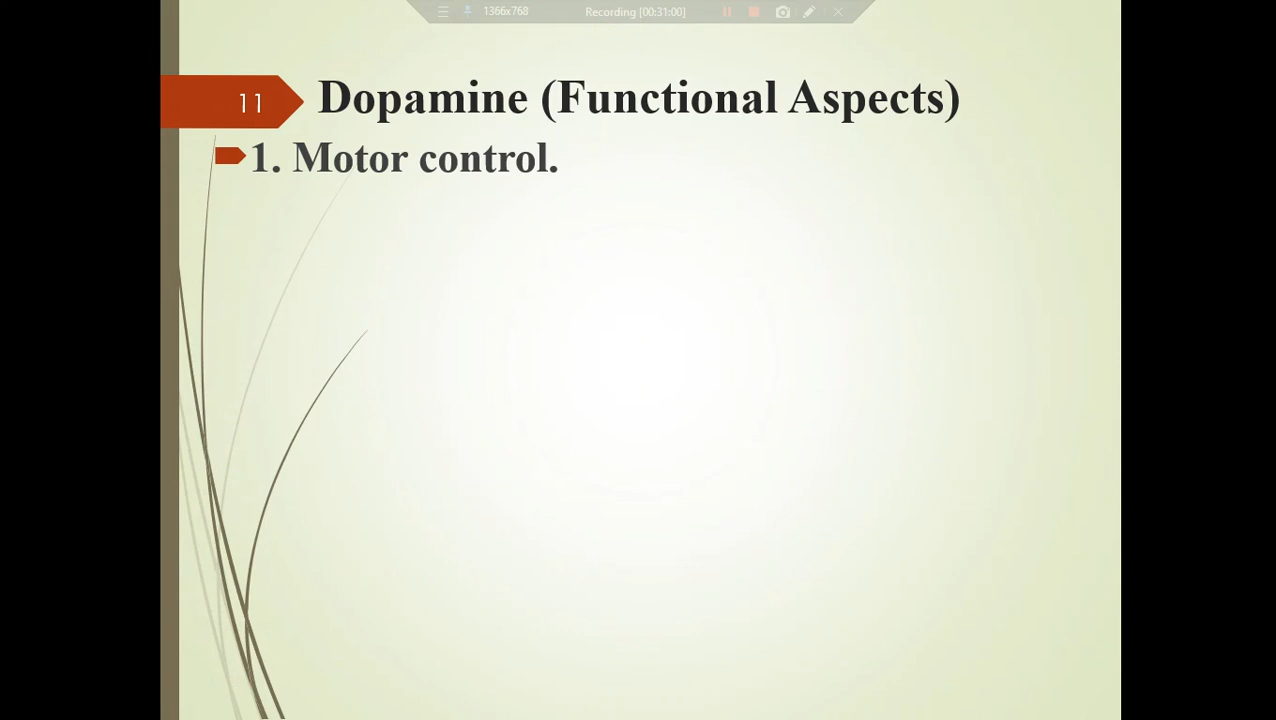 1366x768 Recording [00:31:00]
11 Dopamine (Functional Aspects)
1. Motor control.